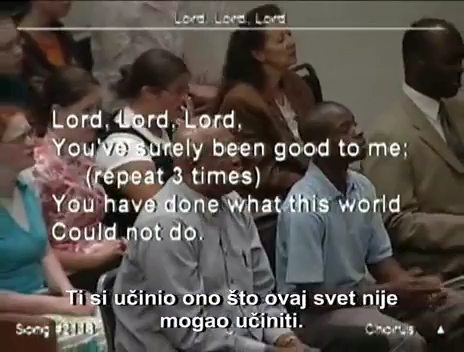 Lord, Lord, Lord
Lord, Lord, Lord,
You've surely been good to me;
(repeat 3 times)
You have done what this world
Could not do.
Ti si učinio ono što ovaj svet nije
mogao učiniti.
Song
Chorus